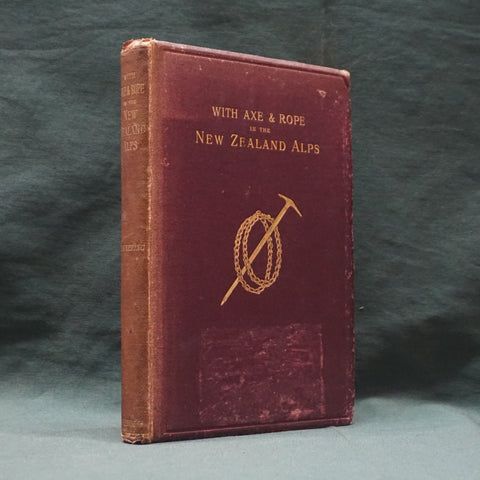 WITH
AXE & ROPE
IN THE
NEW
ZEALAND
ALPS
WITH AXE & ROPE
IN THE
NEW ZEALAND ALPS